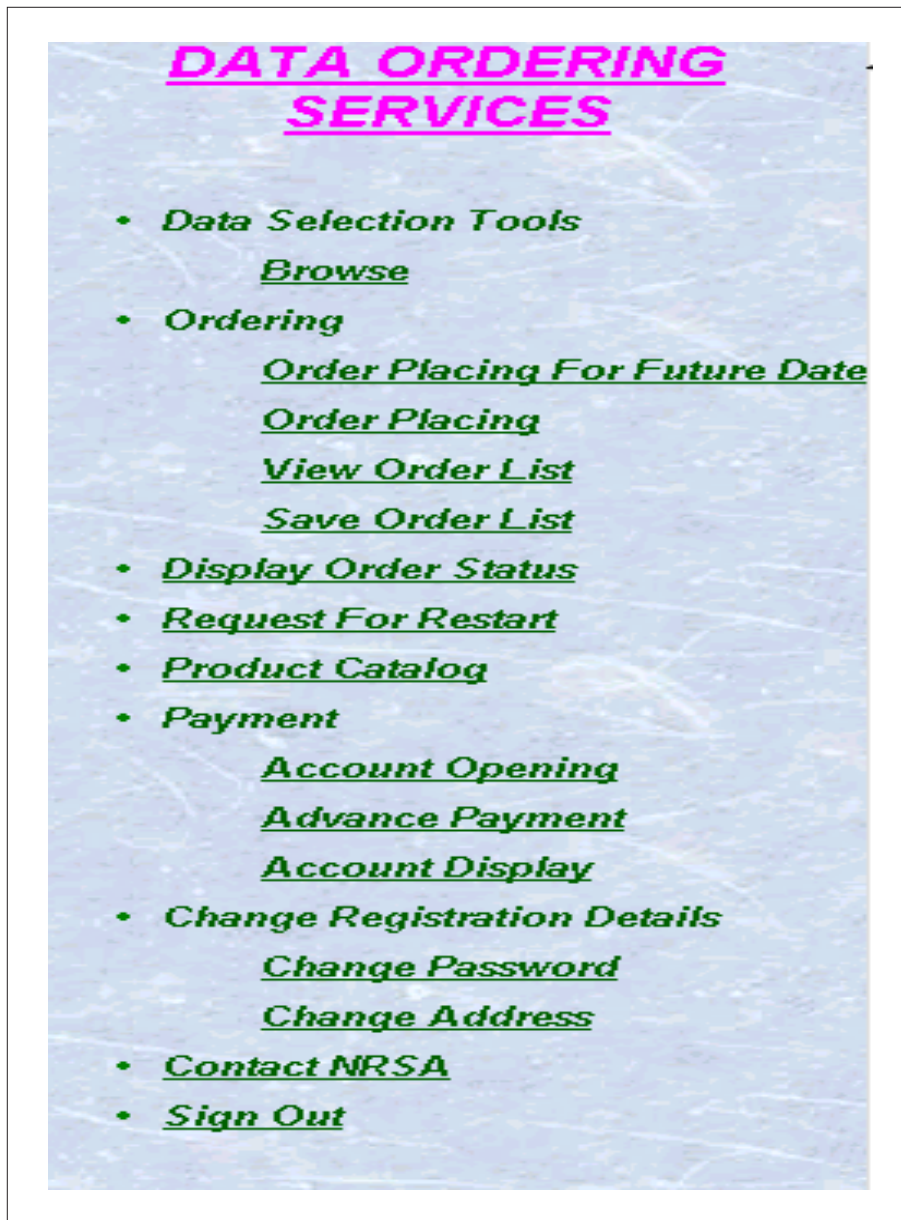 DATA ORDERING
SERVICES
• Data Selection Tools
Browse
• Ordering
Order Placing For Future Date
Order Placing
View Order List
Save Order List
• Display Order Status
• Request For Restart
• Product Catalog
• Payment
Account Opening
Advance Payment
Account Display
• Change Registration Details
Change Password
Change Address
• Contact NRSA
• Sign Out